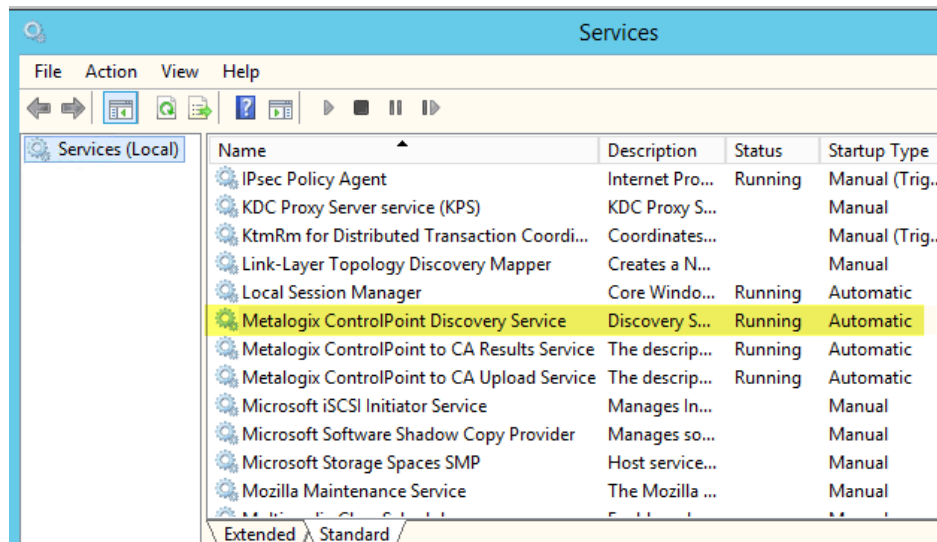 Services
File Action View Help
Services (Local)
Name Description Status Startup Type
IPsec Policy Agent Internet Pro... Running Manual (Trig..
KDC Proxy Server service (KPS) KDC Proxy S... Manual
KtmRm for Distributed Transaction Coordi... Coordinates... Manual (Trig..
Link-Layer Topology Discovery Mapper Creates a N... Manual
Local Session Manager Core Windo... Running Automatic
Metalogix ControlPoint Discovery Service Discovery S... Running Automatic
Metalogix ControlPoint to CA Results Service The descrip... Running Automatic
Metalogix ControlPoint to CA Upload Service The descrip... Running Automatic
Microsoft iSCSI Initiator Service Manages In... Manual
Microsoft Software Shadow Copy Provider Manages so... Manual
Microsoft Storage Spaces SMP Host service... Manual
Mozilla Maintenance Service The Mozilla ... Manual
Extended Standard